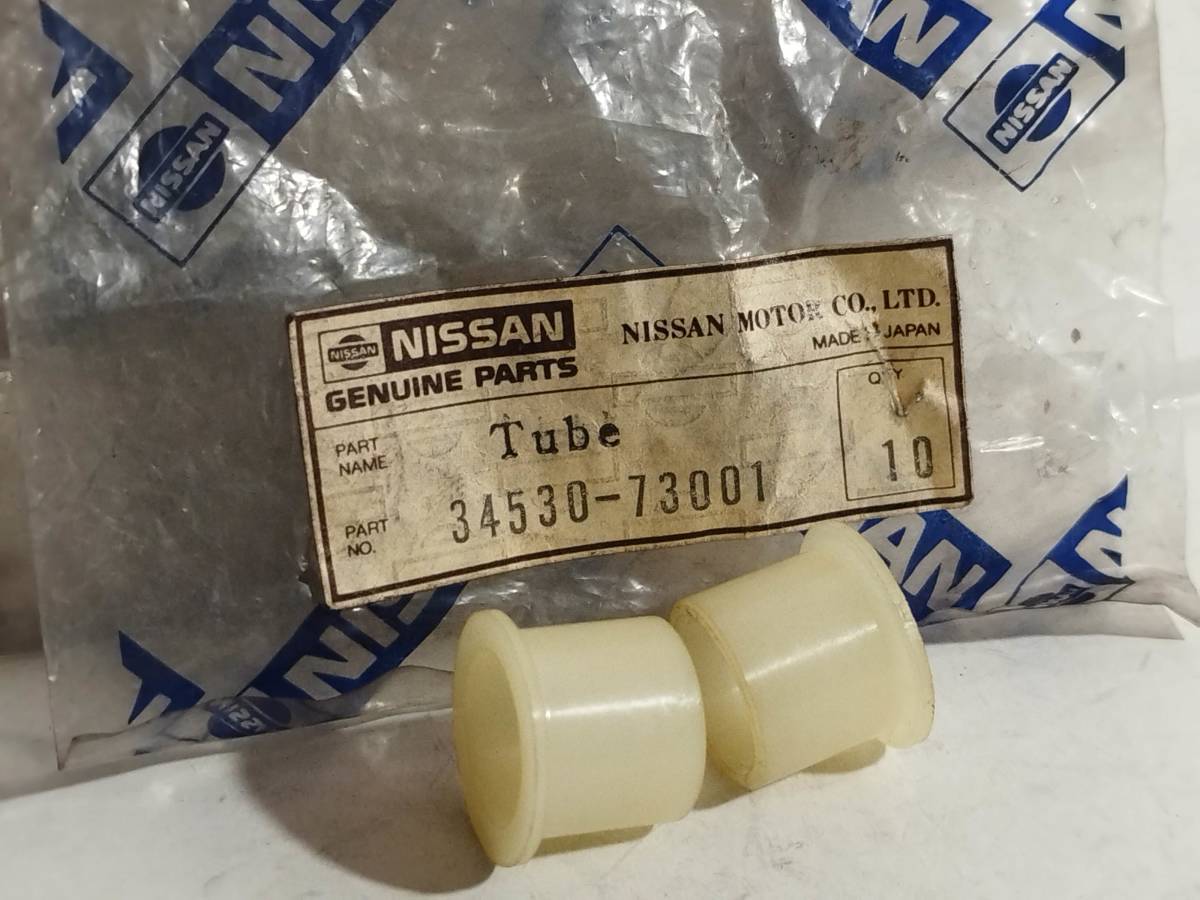 NISSAN
NISSAN
NISSAN
NISSAN NISSAN MOTOR CO., LTD.
GENUINE PARTS MADE JAPAN
PART NAME Tube QTY
PART NO. 34530-73001 10